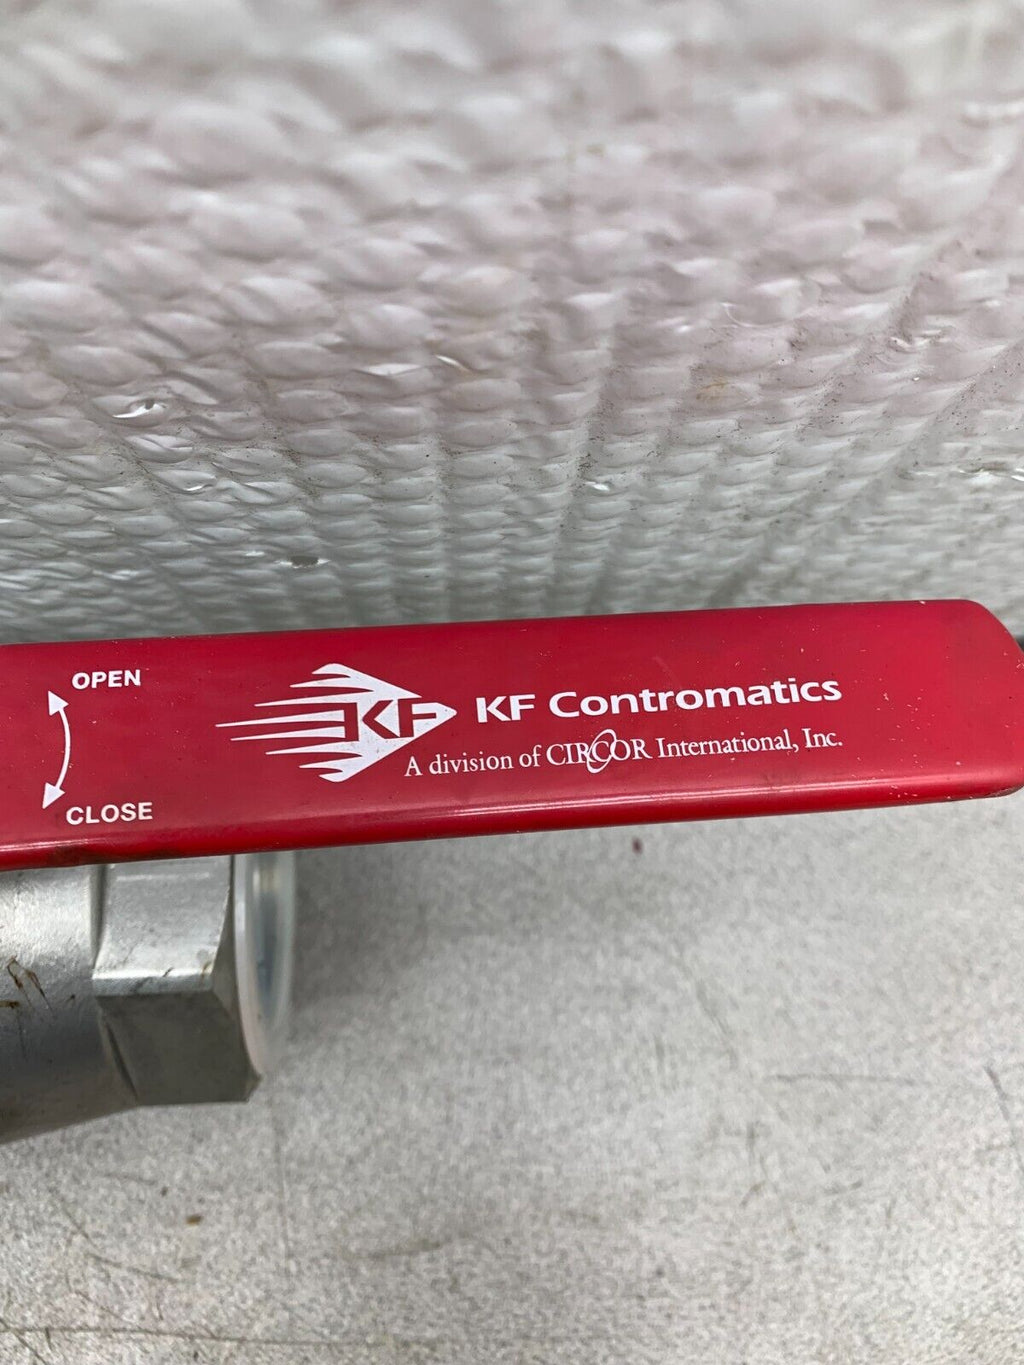 OPEN
CLOSE
KF
KF Contromatics
A division of CIRCOR International, Inc.